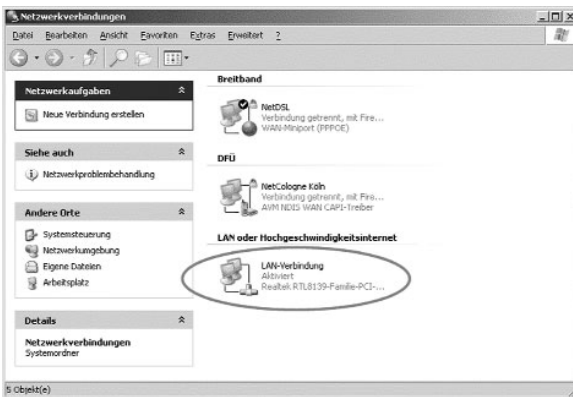 Netzwerkverbindungen
Datei Bearbeiten Ansicht Favoriten Extras Erweitert ?
Netzwerkaufgaben
Neue Verbindung erstellen
Siehe auch
Netzwerkproblembehandlung
Andere Orte
Systemsteuerung
Netzwerkumgebung
Eigene Dateien
Arbeitsplatz
Details
Netzwerkverbindungen
Systemordner
Breitband
NetDSL
Verbindung getrennt, mit Fire...
WAN-Miniport (PPPOE)
DFÜ
NetCologne Köln
Verbindung getrennt, mit Fire...
AVM NDIS WAN CAPI-Treiber
LAN oder Hochgeschwindigkeitsinternet
LAN-Verbindung
Aktiviert
Realtek RTL8139-Familie-PCI-...
5 Objekt(e)